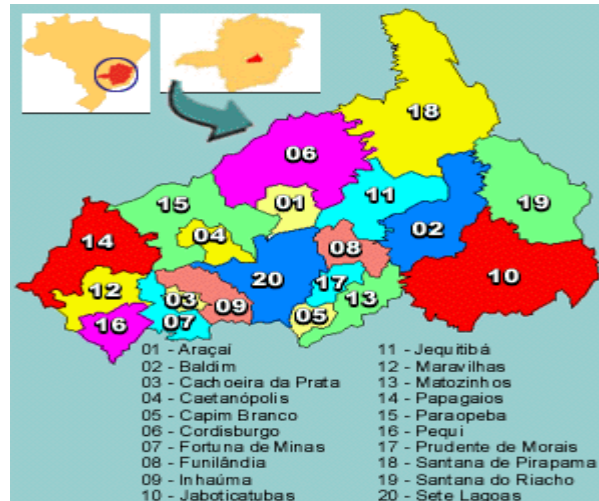 18
06
19
11
01
15
02
04
14
08
20
10
17
12
13
03
09
05
16
07
01 - Araçaí
02 - Baldim
03 - Cachoeira da Prata
04 - Caetanópolis
05 - Capim Branco
06 - Cordisburgo
07 - Fortuna de Minas
08 - Funilândia
09 - Inhaúma
10 - Jaboticatubas
11 - Jequitibá
12 - Maravilhas
13 - Matozinhos
14 - Papagaios
15 - Paraopeba
16 - Pequi
17 - Prudente de Morais
18 - Santana de Pirapama
19 - Santana do Riacho
20 - Sete Lagoas